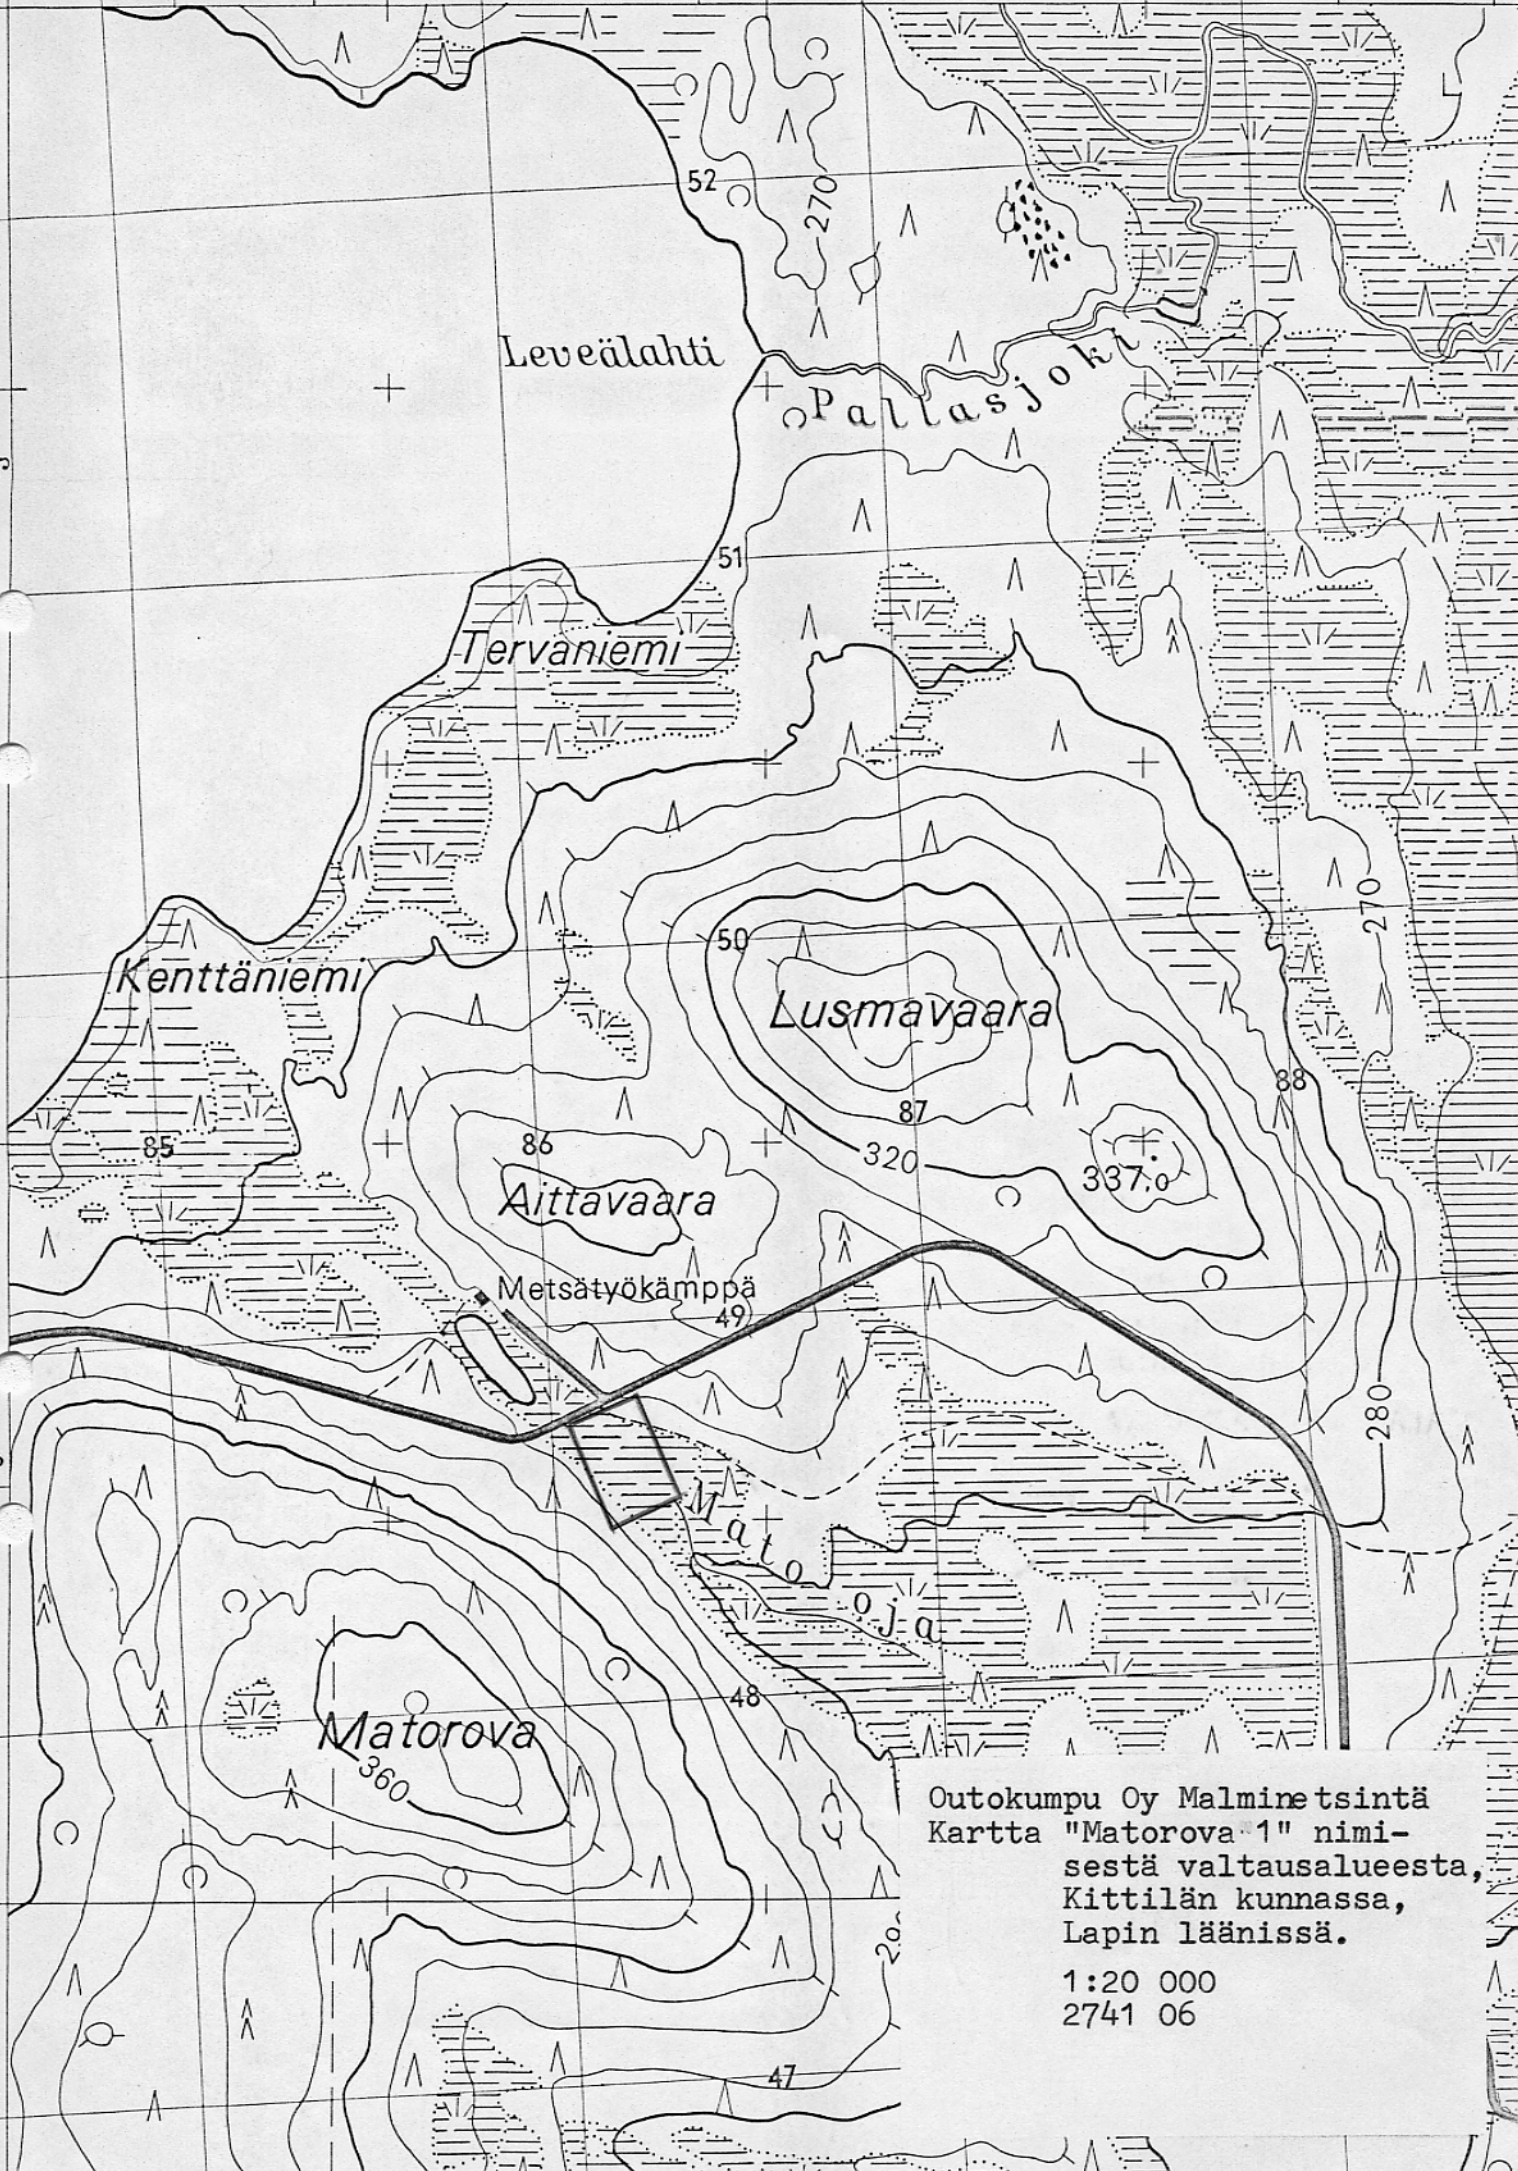 52
270
Leveälahti
Pallasjoki
51
Tervaniemi
270
50
Kenttäniemi
Lusmavaara
88
87
85
86
320
337.0
Aittavaara
Metsätyökämppä
49
280
Mato oja
48
Matorova
360
Outokumpu Oy Malminetsintä
Kartta "Matorova 1" nimi-
sestä valtausalueesta,
Kittilän kunnassa,
Lapin läänissä.
1:20 000
2741 06
47